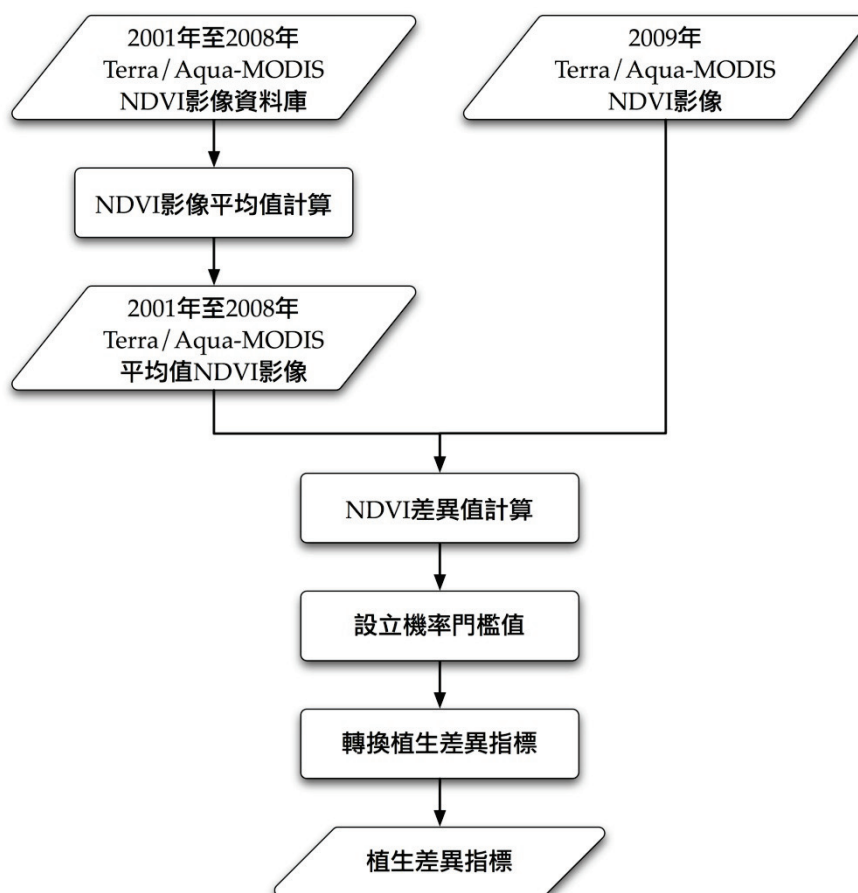 2001年至2008年
Terra/Aqua-MODIS
NDVI影像資料庫
2009年
Terra/Aqua-MODIS
NDVI影像
NDVI影像平均值計算
2001年至2008年
Terra/Aqua-MODIS
平均值NDVI影像
NDVI差異值計算
設立機率門檻值
轉換植生差異指標
植生差異指標